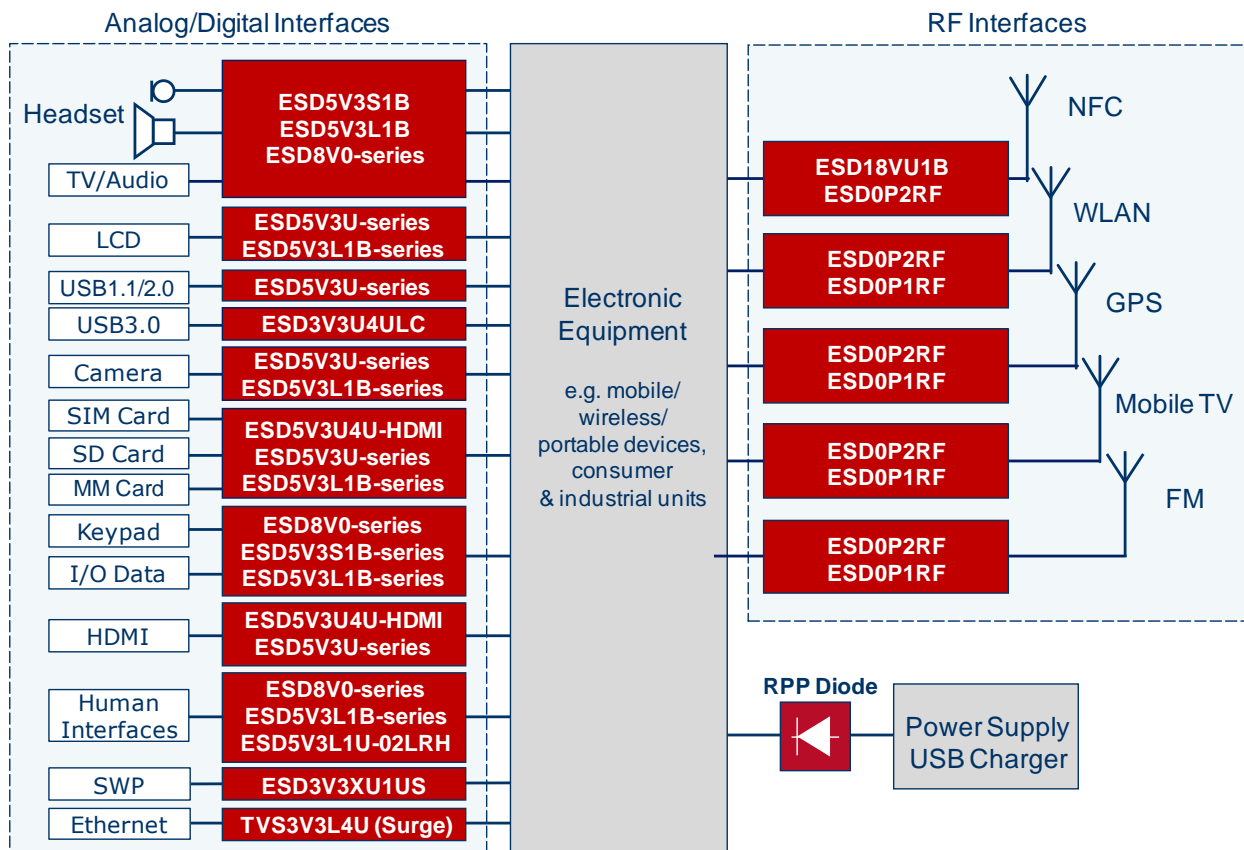 Analog/Digital Interfaces
Headset
TV/Audio
LCD
USB1.1/2.0
USB3.0
Camera
SIM Card
SD Card
MM Card
Keypad
I/O Data
HDMI
Human
Interfaces
SWP
Ethernet
ESD5V3S1B
ESD5V3L1B
ESD8V0-series
ESD5V3U-series
ESD5V3L1B-series
ESD5V3U-series
ESD3V3U4ULC
ESD5V3U-series
ESD5V3L1B-series
ESD5V3U4U-HDMI
ESD5V3U-series
ESD5V3L1B-series
ESD8V0-series
ESD5V3S1B-series
ESD5V3L1B-series
ESD5V3U4U-HDMI
ESD5V3U-series
ESD8V0-series
ESD5V3L1B-series
ESD5V3L1U-02LRH
ESD3V3XU1US
TVS3V3L4U (Surge)
Electronic
Equipment
e.g. mobile/
wireless/
portable devices,
consumer
& industrial units
RF Interfaces
ESD18VU1B
ESD0P2RF
NFC
ESD0P2RF
ESD0P1RF
WLAN
ESD0P2RF
ESD0P1RF
GPS
ESD0P2RF
ESD0P1RF
Mobile TV
ESD0P2RF
ESD0P1RF
FM
RPP Diode
Power Supply
USB Charger